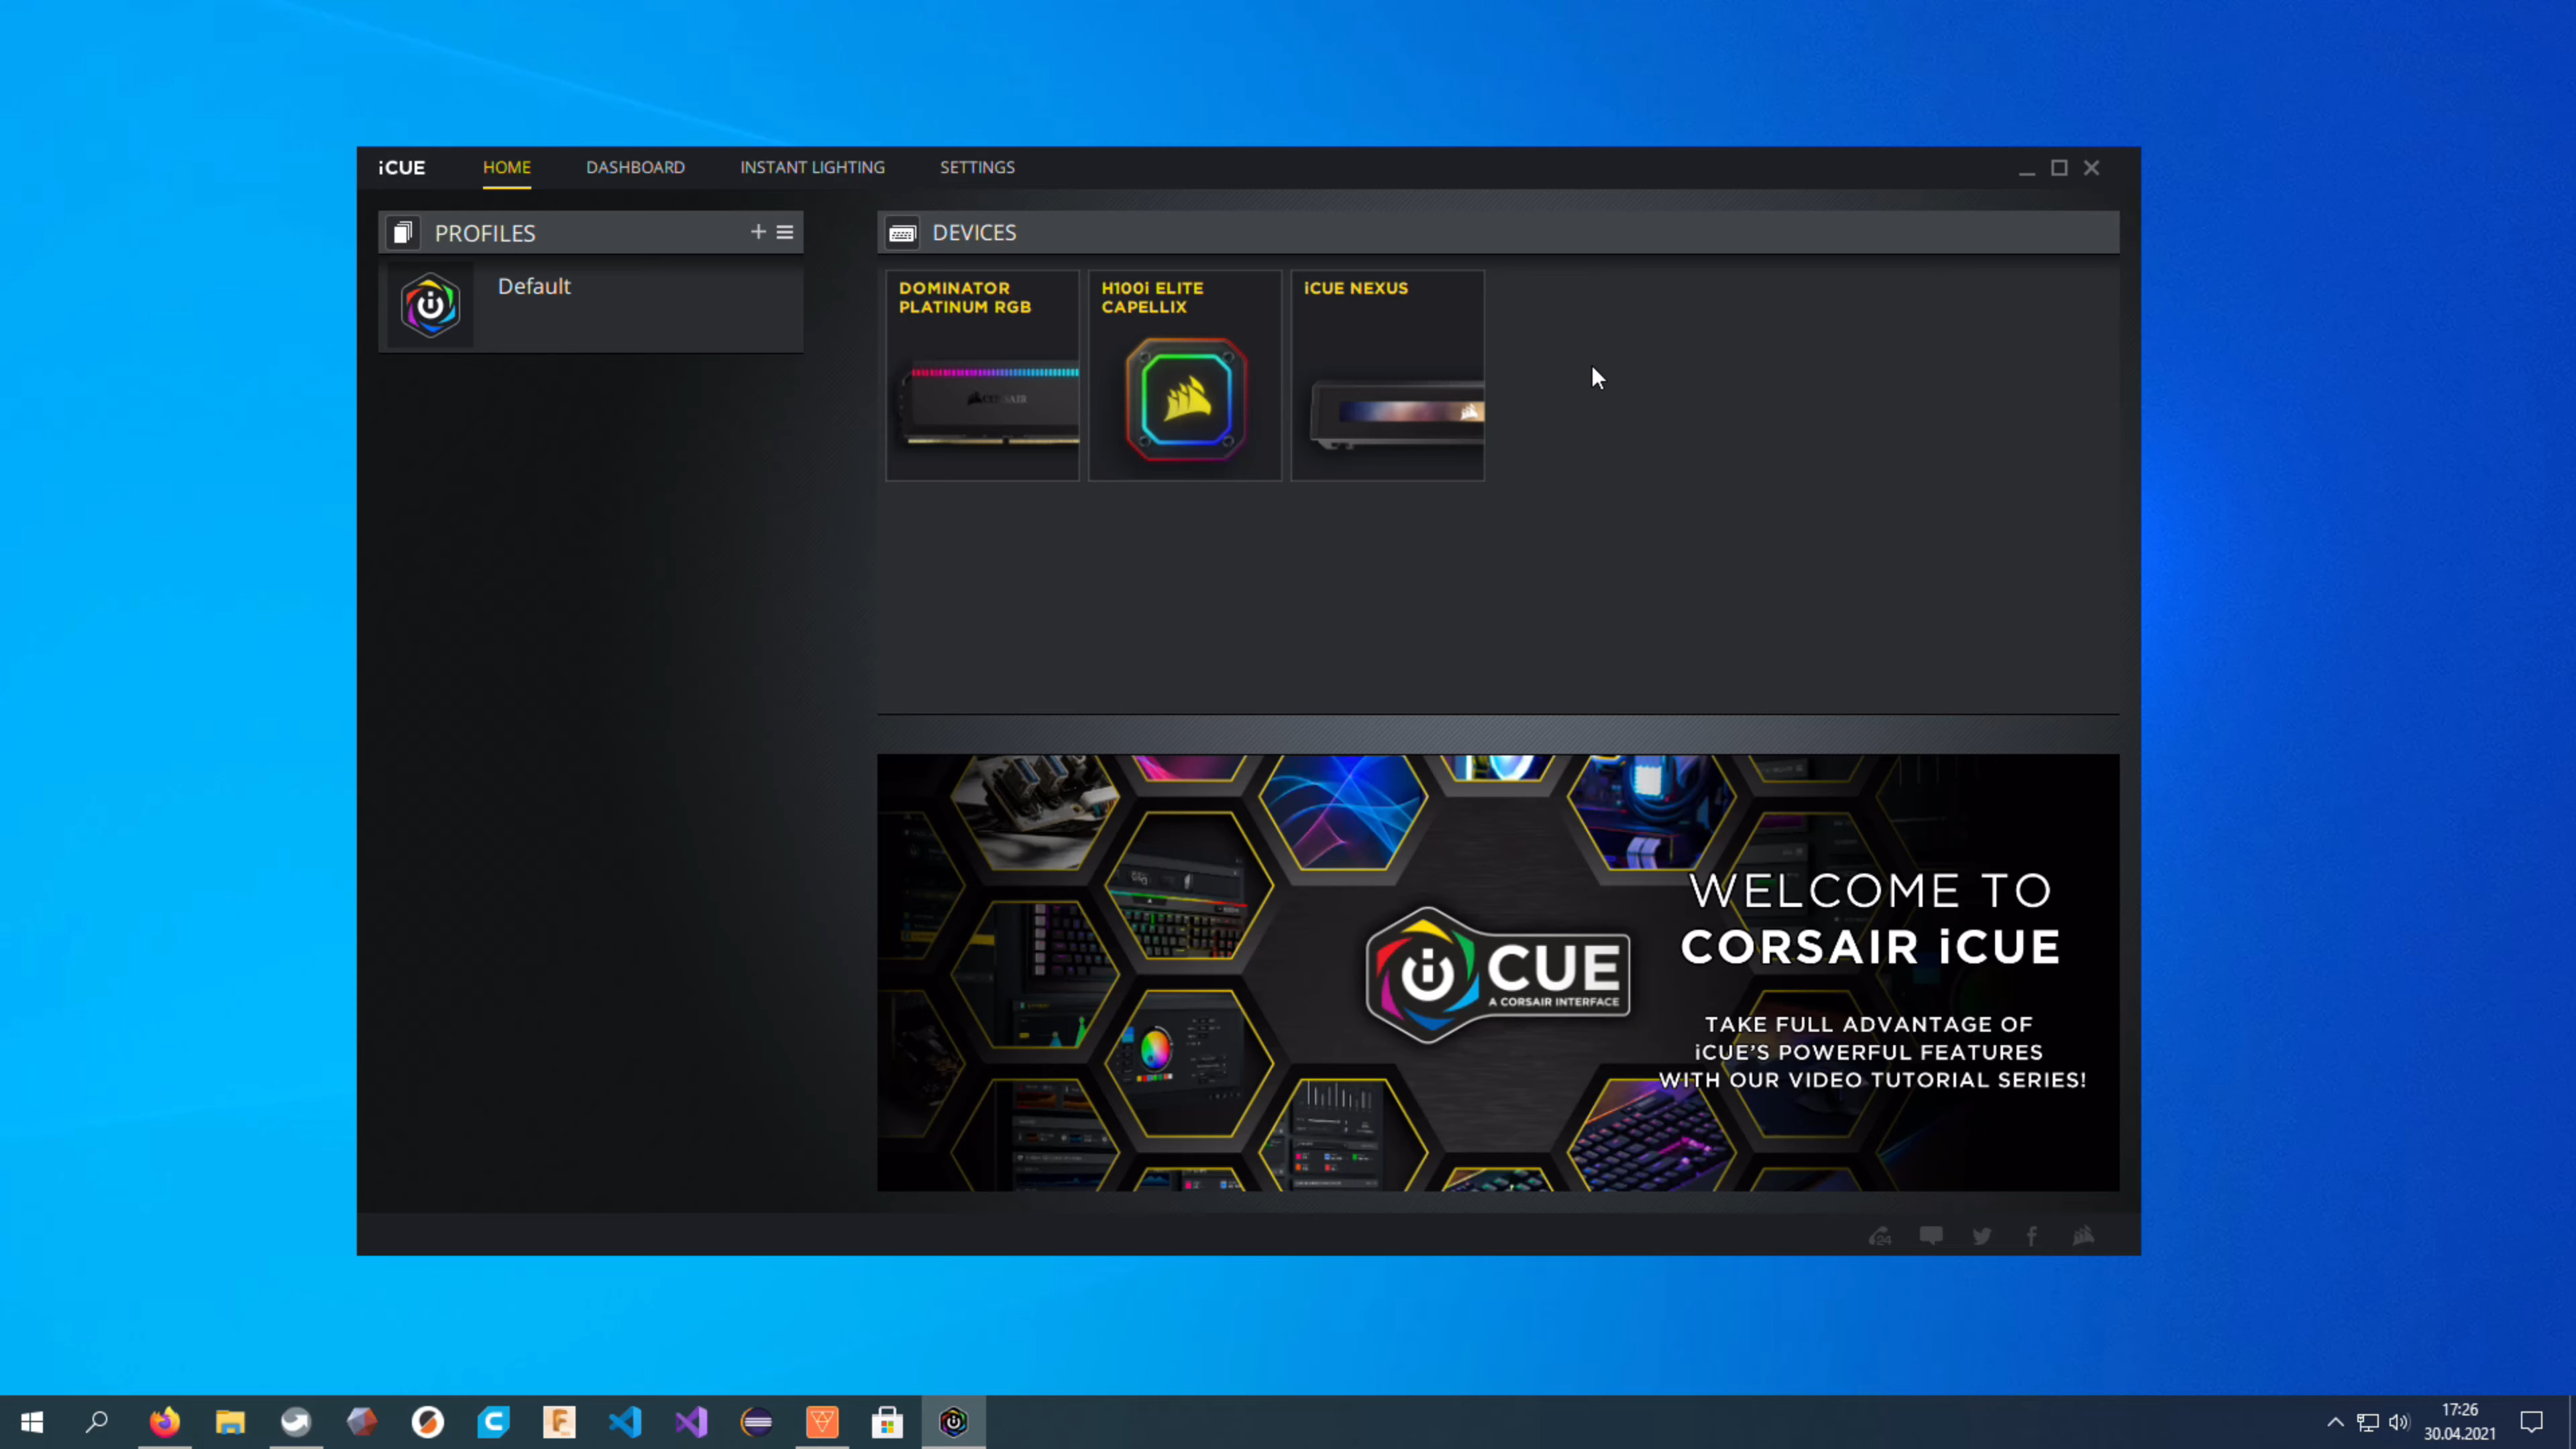 iCUE HOME DASHBOARD INSTANT LIGHTING SETTINGS
PROFILES
Default
DEVICES
DOMINATOR
PLATINUM RGB
CORSAIR
H100i ELITE
CAPELLIX
iCUE NEXUS
CUE
A CORSAIR INTERFACE
WELCOME TO
CORSAIR iCUE
TAKE FULL ADVANTAGE OF
iCUE'S POWERFUL FEATURES
WITH OUR VIDEO TUTORIAL SERIES!
24
17:26
30.04.2021